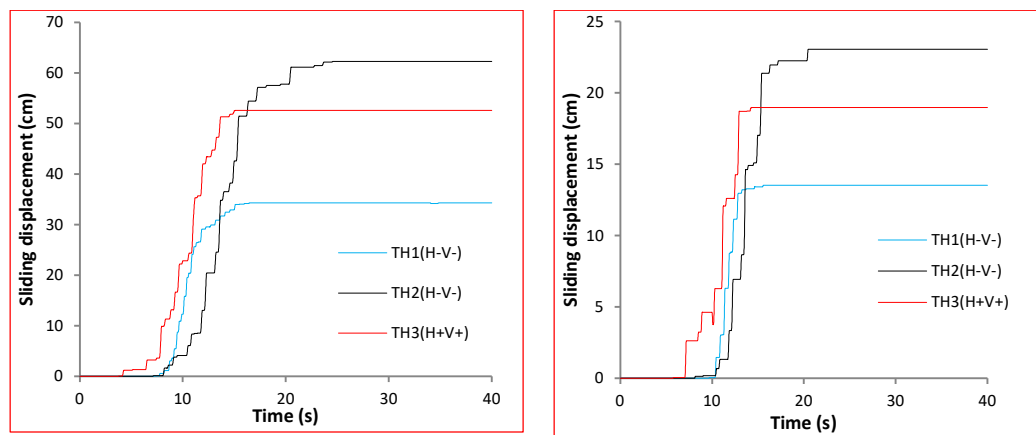 70
60
50
40
30
20
10
0
Sliding displacement (cm)
TH1(H-V-)
TH2(H-V-)
TH3(H+V+)
0 10 20 30 40
Time (s)
25
20
15
10
5
0
Sliding displacement (cm)
TH1(H-V-)
TH2(H-V-)
TH3(H+V+)
0 10 20 30 40
Time (s)